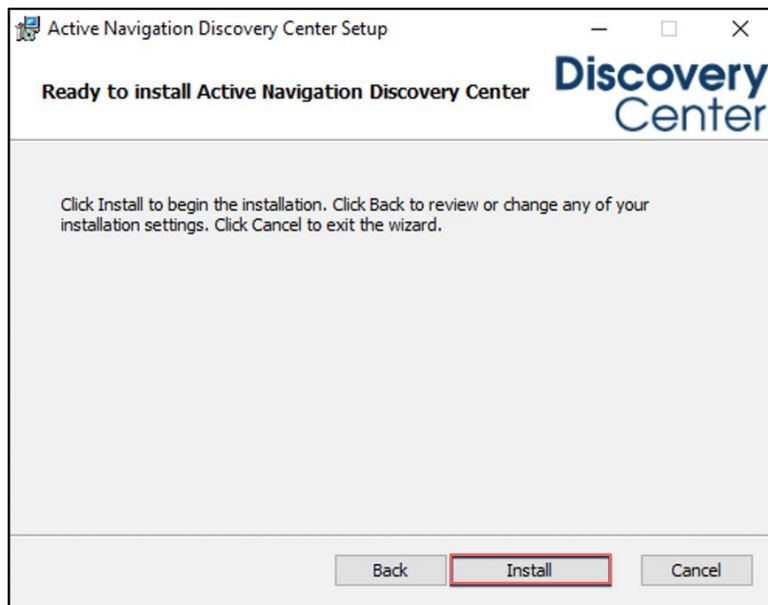 Active Navigation Discovery Center Setup
Ready to install Active Navigation Discovery Center
Discovery
Center
Click Install to begin the installation. Click Back to review or change any of your
installation settings. Click Cancel to exit the wizard.
Back Install Cancel